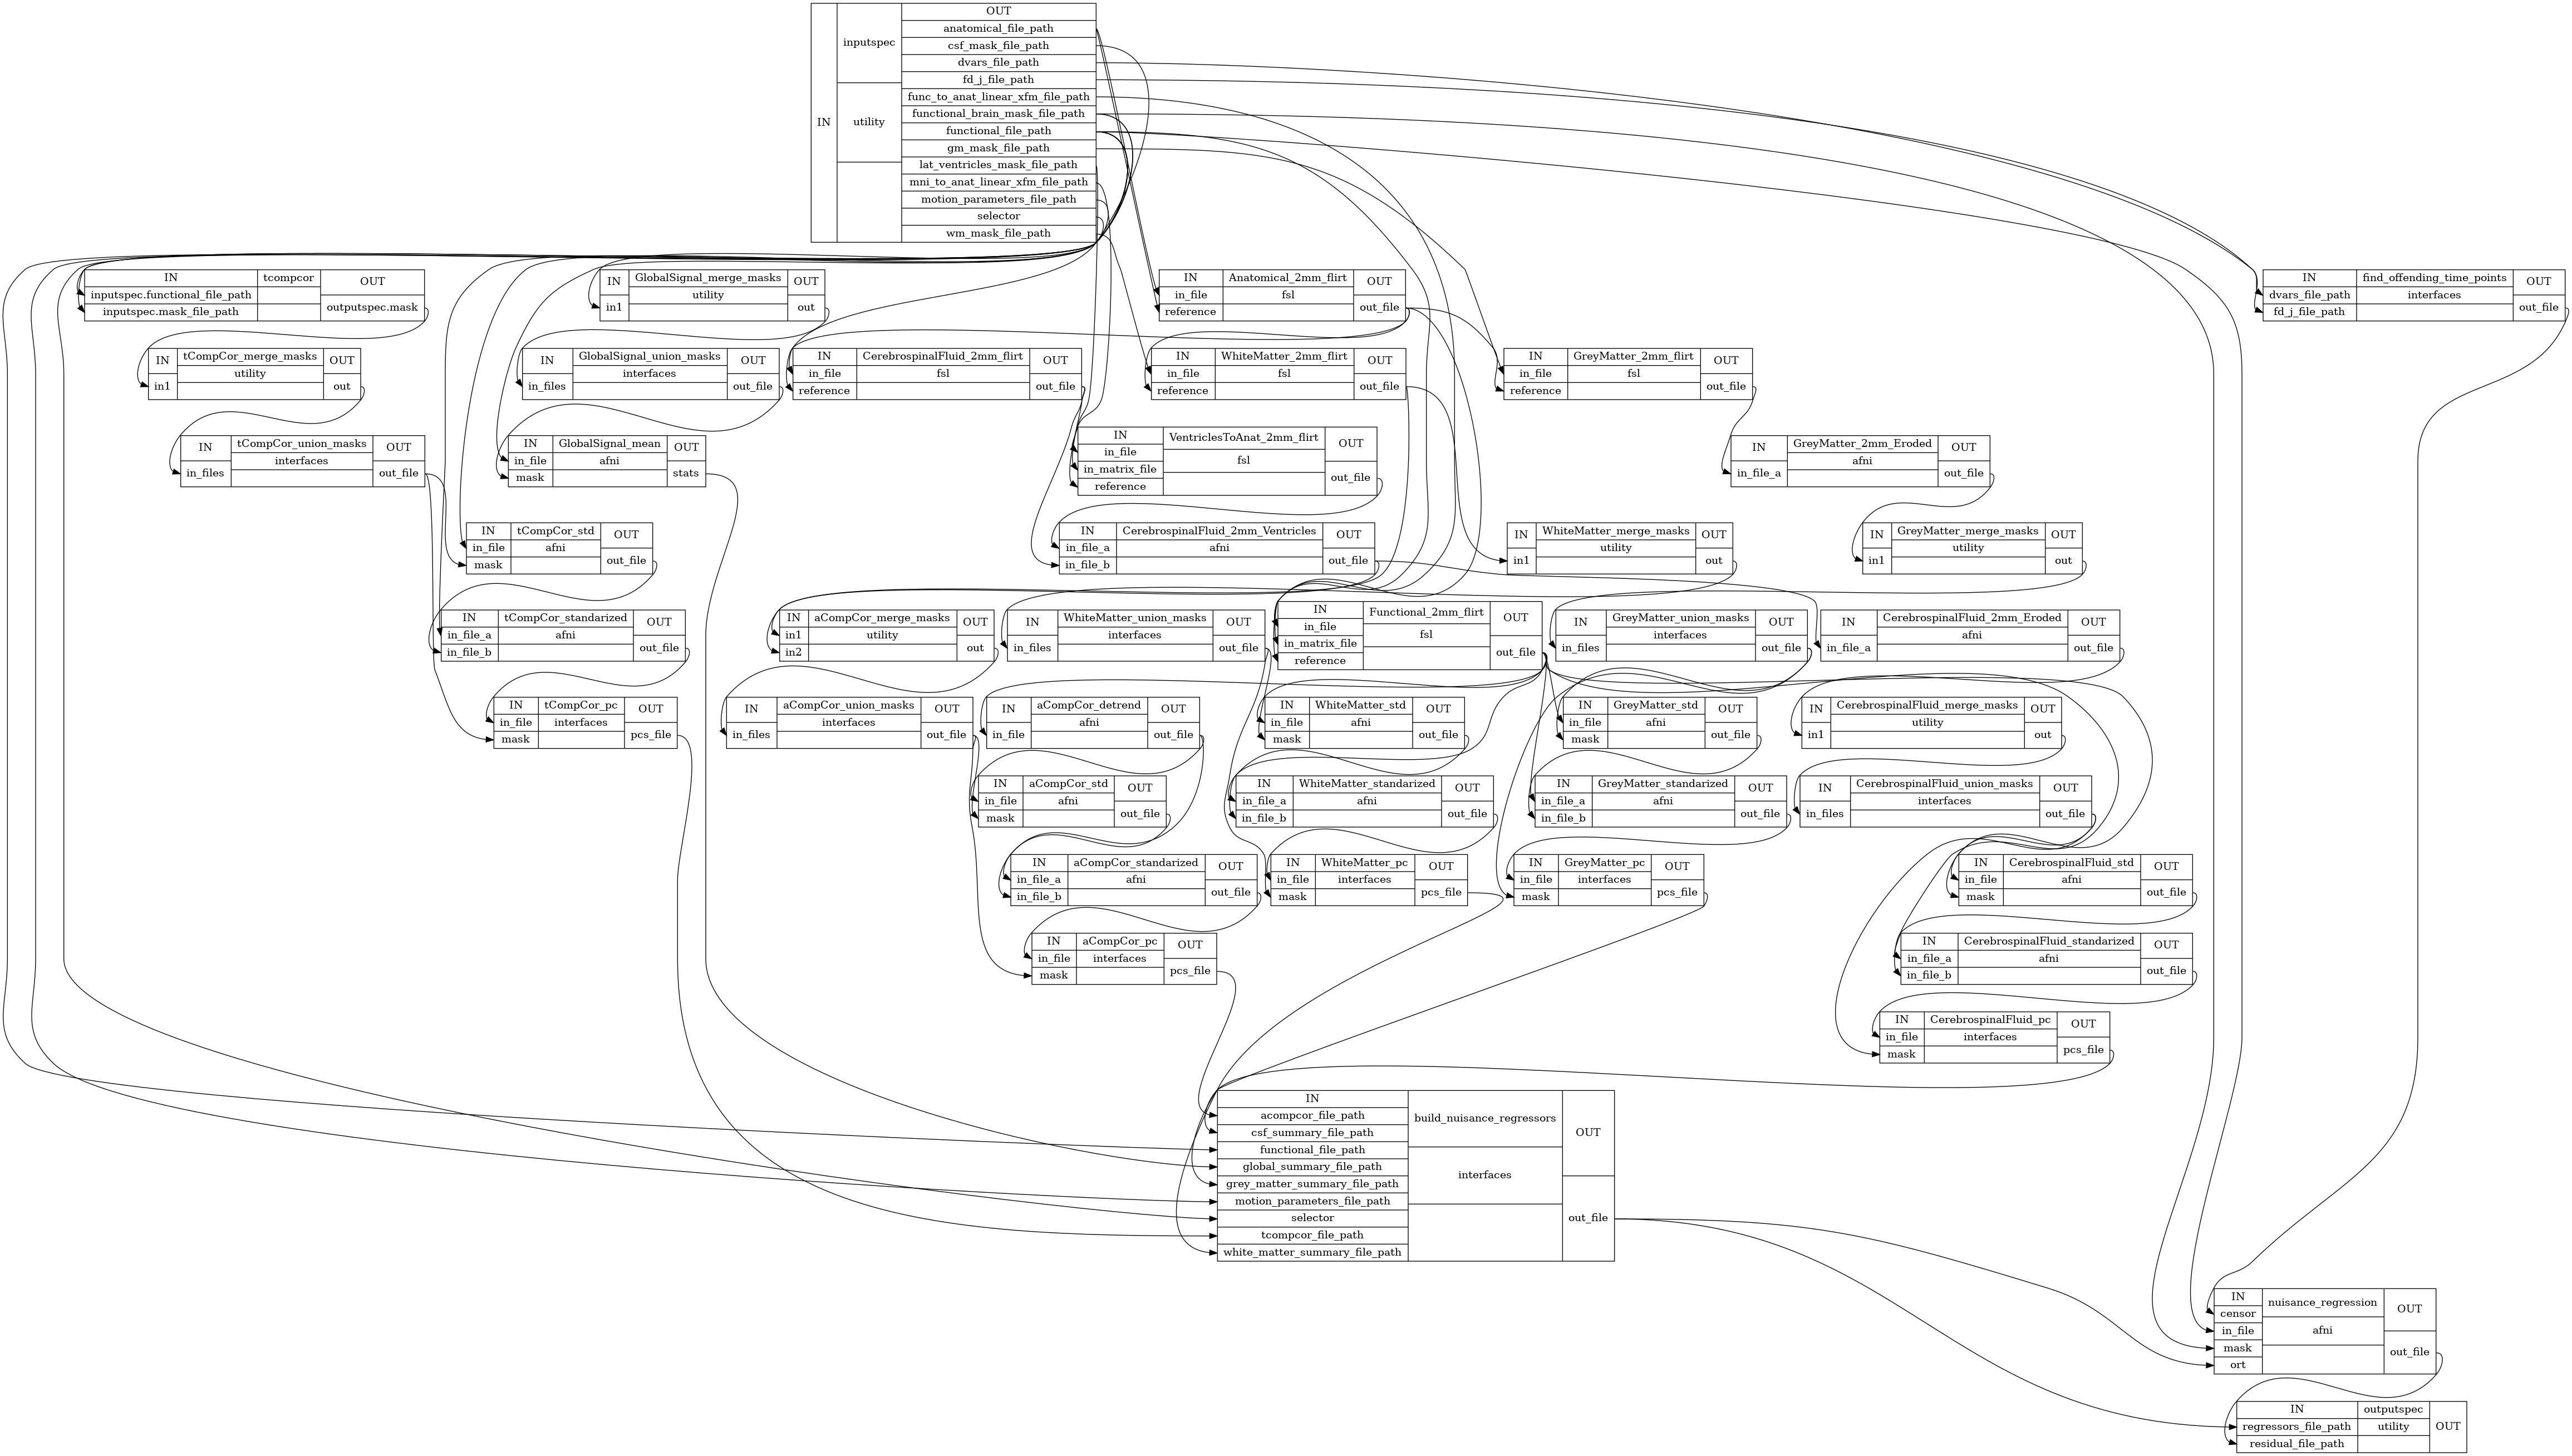 IN
inputspec
utility
OUT
anatomical_file_path
csf_mask_file_path
dvars_file_path
fd_j_file_path
func_to_anat_linear_xfm_file_path
functional_brain_mask_file_path
functional_file_path
gm_mask_file_path
lat_ventricles_mask_file_path
mni_to_anat_linear_xfm_file_path
motion_parameters_file_path
selector
wm_mask_file_path
IN
inputspec.functional_file_path
inputspec.mask_file_path
tcompcor
OUT
outputspec.mask
IN
in1
GlobalSignal_merge_masks
utility
OUT
out
IN
in_file
reference
Anatomical_2mm_flirt
fsl
OUT
out_file
IN
dvars_file_path
fd_j_file_path
find_offending_time_points
interfaces
OUT
out_file
IN
in1
tCompCor_merge_masks
utility
OUT
out
IN
in_files
GlobalSignal_union_masks
interfaces
OUT
out_file
IN
in_file
reference
CerebrospinalFluid_2mm_flirt
fsl
OUT
out_file
IN
in_file
reference
WhiteMatter_2mm_flirt
fsl
OUT
out_file
IN
in_file
reference
GreyMatter_2mm_flirt
fsl
OUT
out_file
IN
in_files
tCompCor_union_masks
interfaces
OUT
out_file
IN
in_file
mask
GlobalSignal_mean
afni
OUT
stats
IN
in_file
in_matrix_file
reference
VentriclesToAnat_2mm_flirt
fsl
OUT
out_file
IN
in_file_a
GreyMatter_2mm_Eroded
afni
OUT
out_file
IN
in_file
mask
tCompCor_std
afni
OUT
out_file
IN
in_file_a
in_file_b
CerebrospinalFluid_2mm_Ventricles
afni
OUT
out_file
IN
in1
WhiteMatter_merge_masks
utility
OUT
out
IN
in1
GreyMatter_merge_masks
utility
OUT
out
IN
in_file_a
in_file_b
tCompCor_standarized
afni
OUT
out_file
IN
in1
in2
aCompCor_merge_masks
utility
OUT
out
IN
in_files
WhiteMatter_union_masks
interfaces
OUT
out_file
IN
in_file
in_matrix_file
reference
Functional_2mm_flirt
fsl
OUT
out_file
IN
in_files
GreyMatter_union_masks
interfaces
OUT
out_file
IN
in_file_a
CerebrospinalFluid_2mm_Eroded
afni
OUT
out_file
IN
in_file
mask
tCompCor_pc
interfaces
OUT
pcs_file
IN
in_files
aCompCor_union_masks
interfaces
OUT
out_file
IN
in_file
aCompCor_detrend
afni
OUT
out_file
IN
in_file
mask
WhiteMatter_std
afni
OUT
out_file
IN
in_file
mask
GreyMatter_std
afni
OUT
out_file
IN
in1
CerebrospinalFluid_merge_masks
utility
OUT
out
IN
in_file
mask
aCompCor_std
afni
OUT
out_file
IN
in_file_a
in_file_b
WhiteMatter_standarized
afni
OUT
out_file
IN
in_file_a
in_file_b
GreyMatter_standarized
afni
OUT
out_file
IN
in_files
CerebrospinalFluid_union_masks
interfaces
OUT
out_file
IN
in_file_a
in_file_b
aCompCor_standarized
afni
OUT
out_file
IN
in_file
mask
WhiteMatter_pc
interfaces
OUT
pcs_file
IN
in_file
mask
GreyMatter_pc
interfaces
OUT
pcs_file
IN
in_file
mask
CerebrospinalFluid_std
afni
OUT
out_file
IN
in_file
mask
aCompCor_pc
interfaces
OUT
pcs_file
IN
in_file_a
in_file_b
CerebrospinalFluid_standarized
afni
OUT
out_file
IN
in_file
mask
CerebrospinalFluid_pc
interfaces
OUT
pcs_file
IN
acompcor_file_path
csf_summary_file_path
functional_file_path
global_summary_file_path
grey_matter_summary_file_path
motion_parameters_file_path
selector
tcompcor_file_path
white_matter_summary_file_path
build_nuisance_regressors
interfaces
OUT
out_file
IN
censor
in_file
mask
ort
nuisance_regression
afni
OUT
out_file
IN
regressors_file_path
residual_file_path
outputspec
utility
OUT